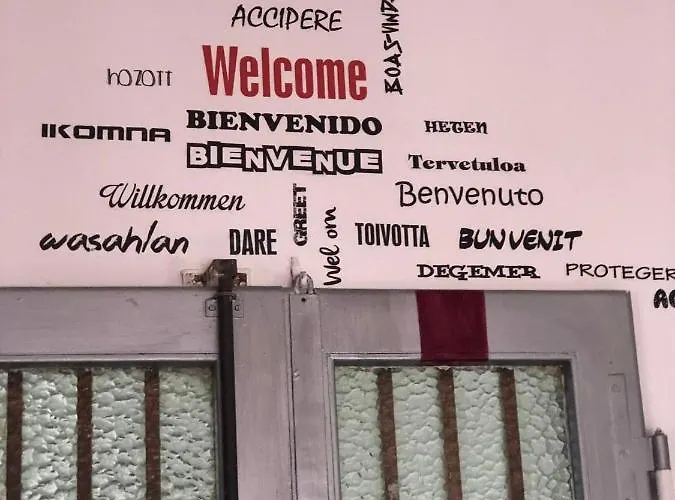 ACCIPERE
BOAS-VIND
hozott
Welcome
IKOMNA
BIENVENIDO
HETEN
BIENVENUE
Tervetuloa
Willkommen
Benvenuto
GREET
Wel om
wasahlan
DARE
TOIVOTTA
BUNVENIT
DEGEMER
PROTEGER